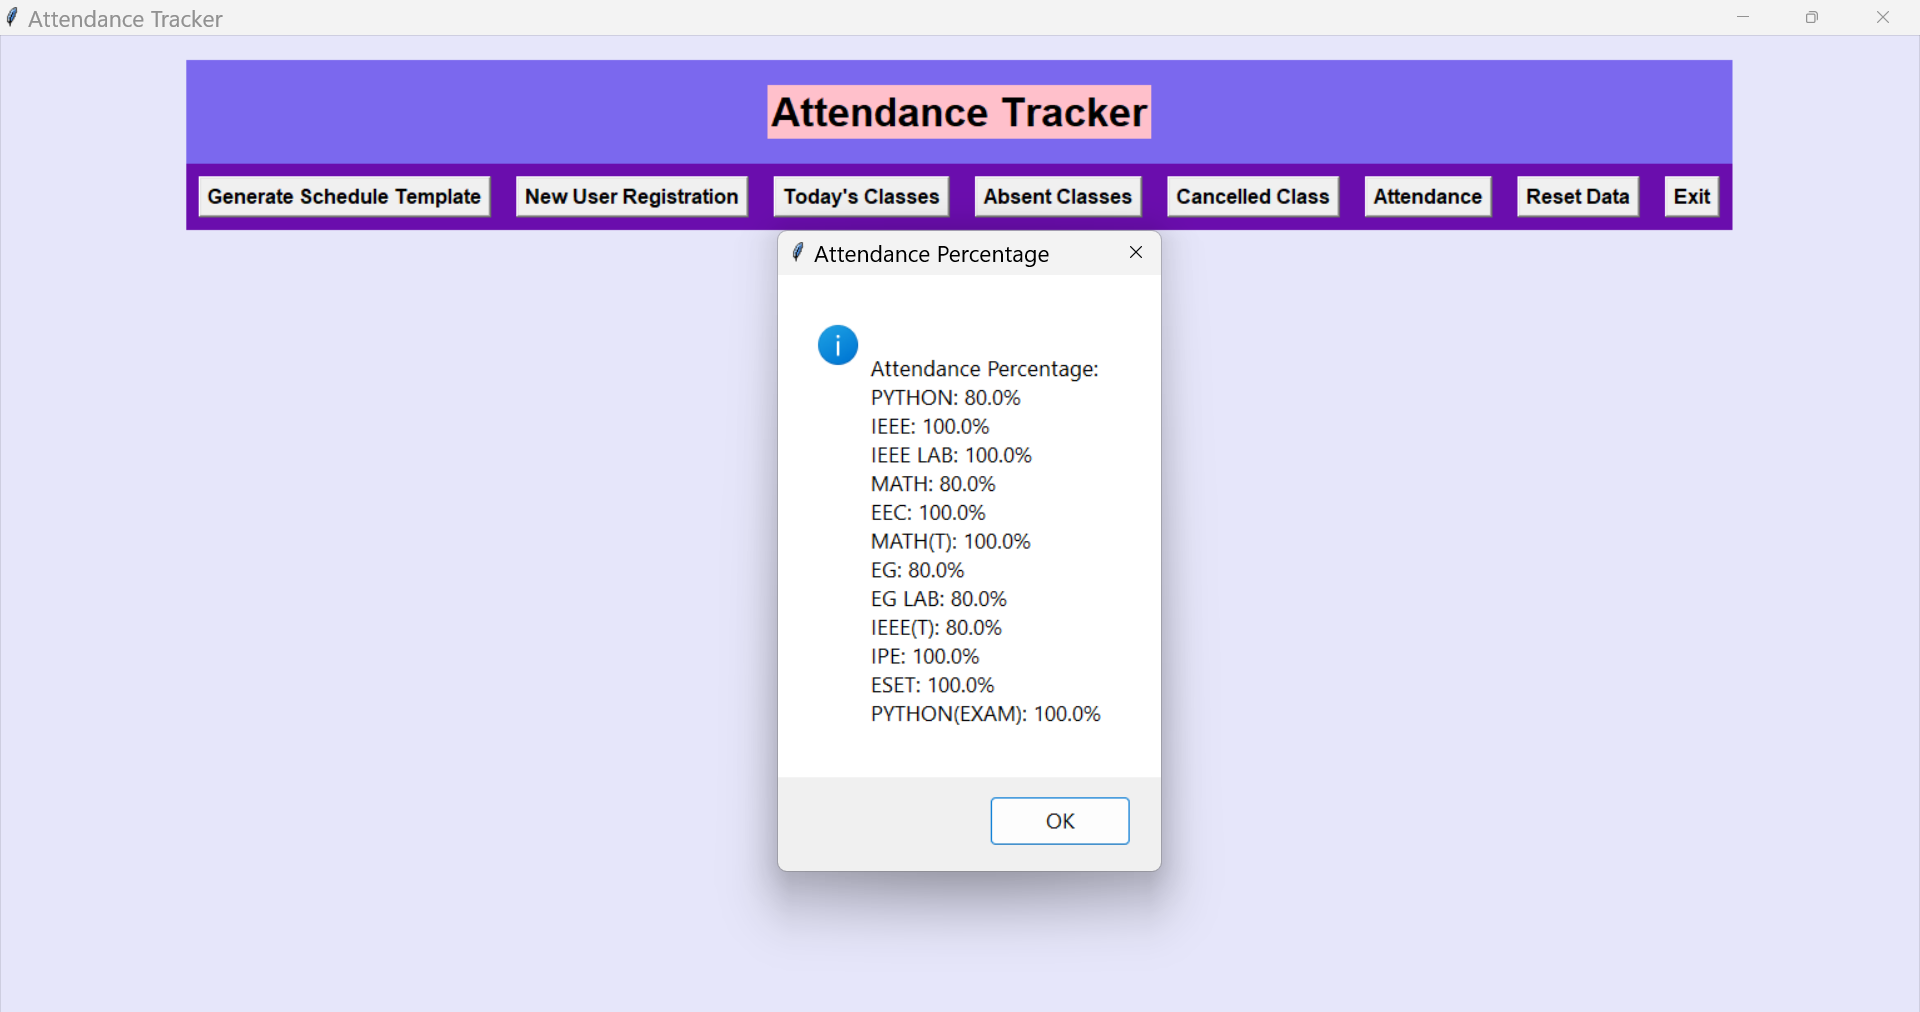 Attendance Tracker
Attendance Tracker
Generate Schedule Template New User Registration Today's Classes Absent Classes Cancelled Class Attendance Reset Data Exit
Attendance Percentage
Attendance Percentage:
PYTHON: 80.0%
IEEE: 100.0%
IEEE LAB: 100.0%
MATH: 80.0%
EEC: 100.0%
MATH(T): 100.0%
EG: 80.0%
EG LAB: 80.0%
IEEE(T): 80.0%
IPE: 100.0%
ESET: 100.0%
PYTHON(EXAM): 100.0%
OK